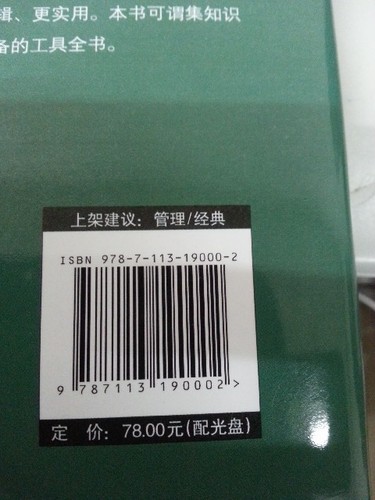 辑、更实用。本书可谓集知识
备的工具全书。
上架建议：管理/经典
ISBN 978-7-113-19000-2
9 787113 190002 >
定 价：78.00元(配光盘)